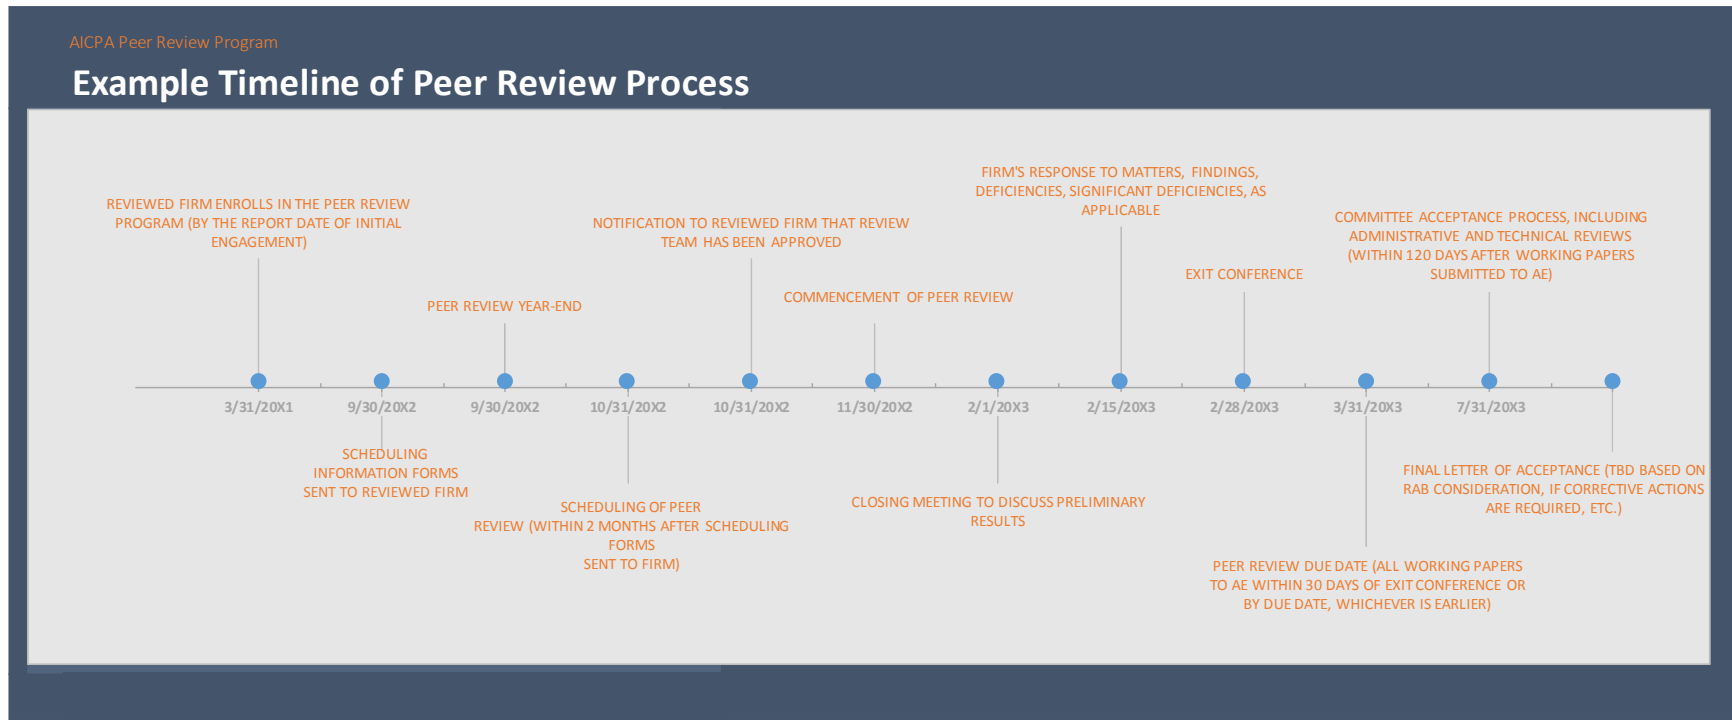 AICPA Peer Review Program
Example Timeline of Peer Review Process
REVIEWED FIRM ENROLLS IN THE PEER REVIEW
PROGRAM (BY THE REPORT DATE OF INITIAL
ENGAGEMENT)
PEER REVIEW YEAR-END
NOTIFICATION TO REVIEWED FIRM THAT REVIEW
TEAM HAS BEEN APPROVED
COMMENCEMENT OF PEER REVIEW
FIRM'S RESPONSE TO MATTERS, FINDINGS,
DEFICIENCIES, SIGNIFICANT DEFICIENCIES, AS
APPLICABLE
EXIT CONFERENCE
COMMITTEE ACCEPTANCE PROCESS, INCLUDING
ADMINISTRATIVE AND TECHNICAL REVIEWS
(WITHIN 120 DAYS AFTER WORKING PAPERS
SUBMITTED TO AE)
3/31/20X1
9/30/20X2
9/30/20X2
10/31/20X2
10/31/20X2
11/30/20X2
2/1/20X3
2/15/20X3
2/28/20X3
3/31/20X3
7/31/20X3
SCHEDULING
INFORMATION FORMS
SENT TO REVIEWED FIRM
SCHEDULING OF PEER
REVIEW (WITHIN 2 MONTHS AFTER SCHEDULING
FORMS
SENT TO FIRM)
CLOSING MEETING TO DISCUSS PRELIMINARY
RESULTS
PEER REVIEW DUE DATE (ALL WORKING PAPERS
TO AE WITHIN 30 DAYS OF EXIT CONFERENCE OR
BY DUE DATE, WHICHEVER IS EARLIER)
FINAL LETTER OF ACCEPTANCE (TBD BASED ON
RAB CONSIDERATION, IF CORRECTIVE ACTIONS
ARE REQUIRED, ETC.)